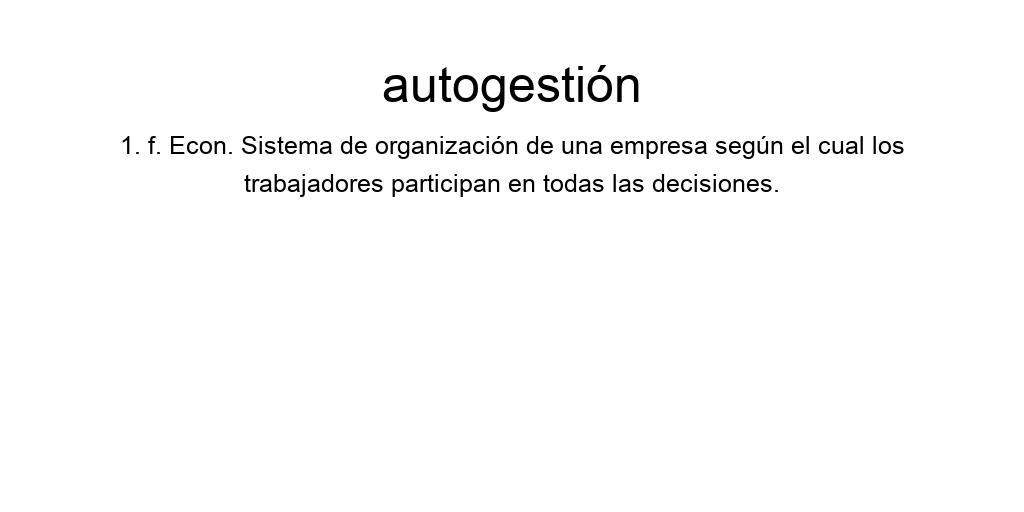 autogestión
1. f. Econ. Sistema de organización de una empresa según el cual los
trabajadores participan en todas las decisiones.